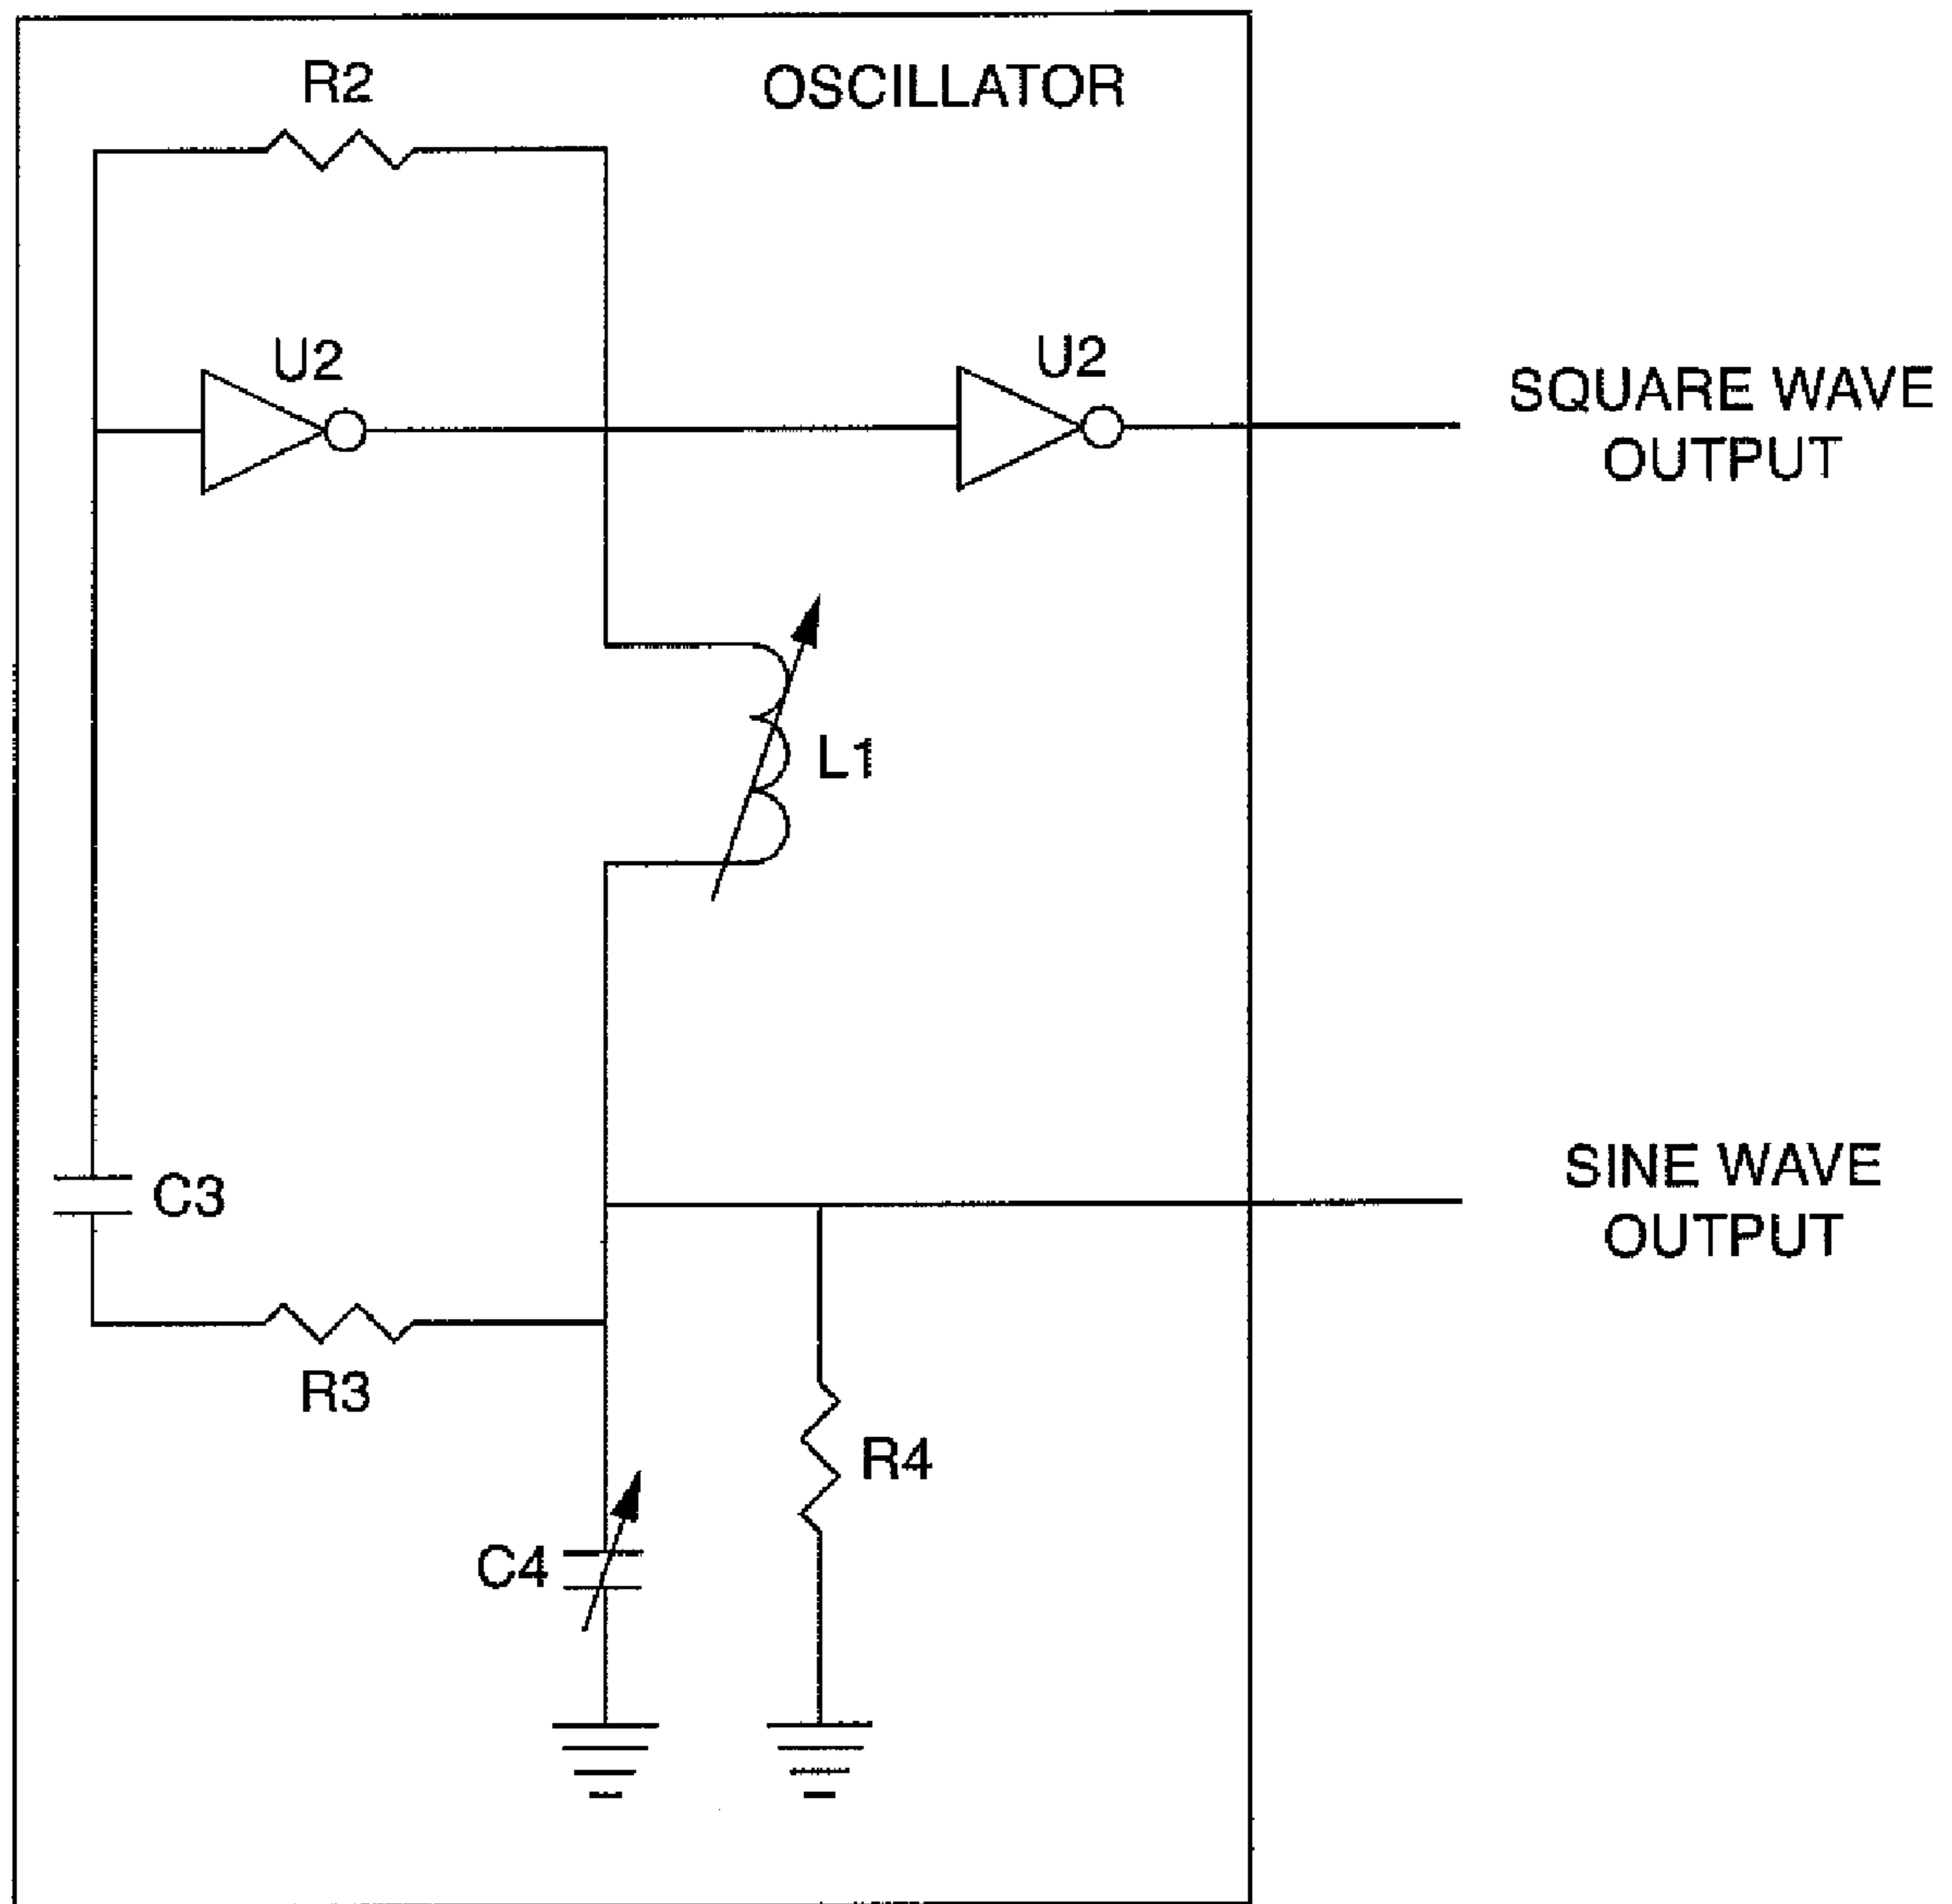 R2
OSCILLATOR
U2
U2
SQUARE WAVE
OUTPUT
L1
C3
SINE WAVE
OUTPUT
R3
R4
C4